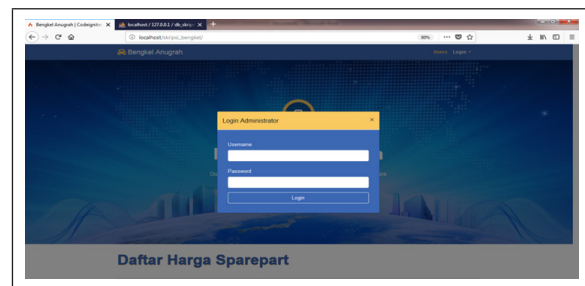 Bengkel Anugrah | Codeigniter
localhost / 127.0.0.1 / db_skrip
localhost/skripsi_bengkel/
80%
Bengkel Anugrah
Home Login
Login Administrator
×
Username
Password
Login
Daftar Harga Sparepart